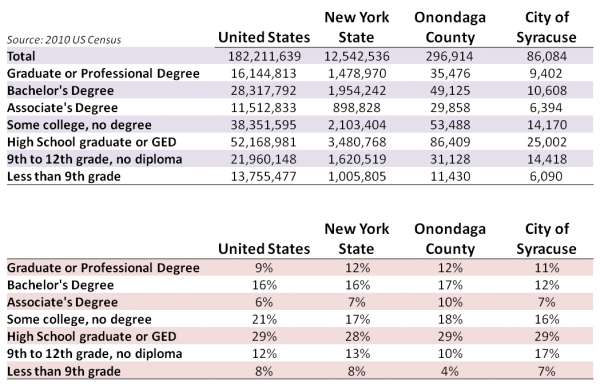 Source: 2010 US Census United States New York State Onondaga County City of Syracuse
Total 182,211,639 12,542,536 296,914 86,084
Graduate or Professional Degree 16,144,813 1,478,970 35,476 9,402
Bachelor's Degree 28,317,792 1,954,242 49,125 10,608
Associate's Degree 11,512,833 898,828 29,858 6,394
Some college, no degree 38,351,595 2,103,404 53,488 14,170
High School graduate or GED 52,168,981 3,480,768 86,409 25,002
9th to 12th grade, no diploma 21,960,148 1,620,519 31,128 14,418
Less than 9th grade 13,755,477 1,005,805 11,430 6,090
United States New York State Onondaga County City of Syracuse
Graduate or Professional Degree 9% 12% 12% 11%
Bachelor's Degree 16% 16% 17% 12%
Associate's Degree 6% 7% 10% 7%
Some college, no degree 21% 17% 18% 16%
High School graduate or GED 29% 28% 29% 29%
9th to 12th grade, no diploma 12% 13% 10% 17%
Less than 9th grade 8% 8% 4% 7%